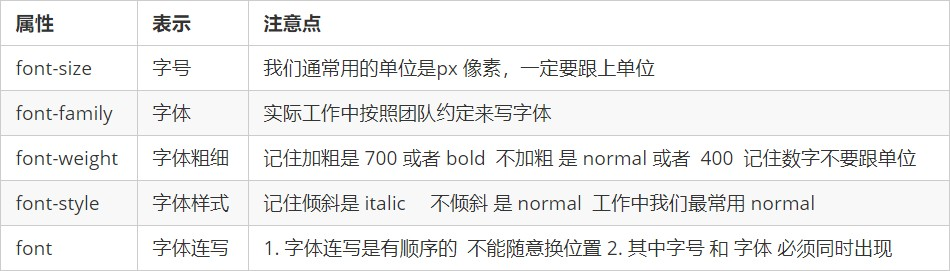 属性 表示 注意点
font-size 字号 我们通常用的单位是px 像素，一定要跟上单位
font-family 字体 实际工作中按照团队约定来写字体
font-weight 字体粗细 记住加粗是 700 或者 bold 不加粗 是 normal 或者 400 记住数字不要跟单位
font-style 字体样式 记住倾斜是 italic 不倾斜 是 normal 工作中我们最常用 normal
font 字体连写 1. 字体连写是有顺序的 不能随意换位置 2. 其中字号 和 字体 必须同时出现